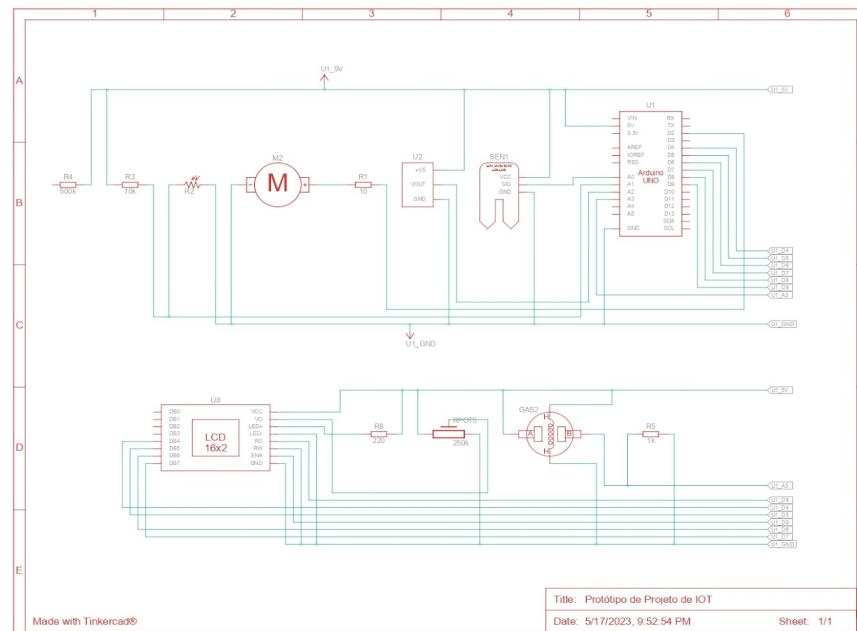 1 2 3 4 5 6
A
B
C
D
E
U1_5V
U1_5V
U1
VIN
5V
3.3V
AREF
IOREF
RES
A0
A1
A2
A3
A4
A5
GND
Arduino
UNO
RX
TX
D2
D3
D4
D5
D6
D7
D8
D9
D10
D11
D12
D13
SDA
SCL
R4
500k
R3
10k
R2
M2
M
R1
10
U2
+VS
VOUT
GND
SEN1
VCC
SIG
GND
U1_D4
U1_D5
U1_D6
U1_D7
U1_D8
U1_D9
U1_A3
U1_GND
U1_GND
U1_5V
U8
DB0
DB1
DB2
DB3
DB4
DB5
DB6
DB7
LCD
16x2
VCC
VO
LED+
LED-
RS
RW
ENA
GND
R8
220
RPOT5
250k
GAS2
H
A
B
H
R5
1k
U1_A3
U1_D4
U1_D5
U1_D7
U1_GND
Title: Protótipo de Projeto de IOT
Date: 5/17/2023, 9:52:54 PM Sheet: 1/1
Made with Tinkercad®